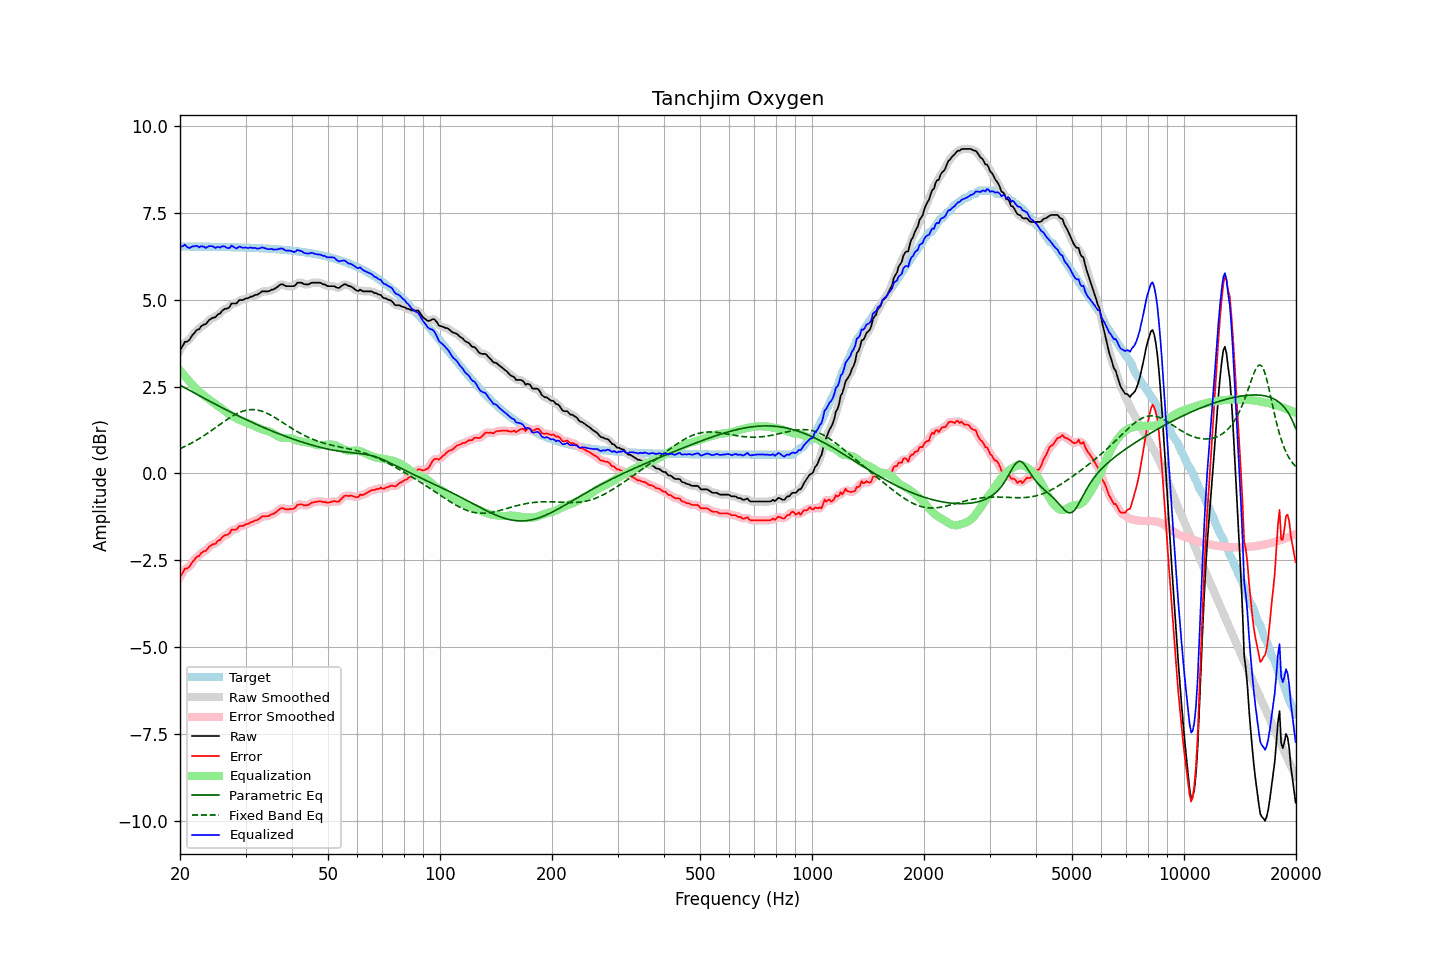 Tanchjim Oxygen
Amplitude (dBr)
10.0
7.5
5.0
2.5
0.0
−2.5
−5.0
−7.5
−10.0
Target
Raw Smoothed
Error Smoothed
Raw
Error
Equalization
Parametric Eq
Fixed Band Eq
Equalized
20 50 100 200 500 1000 2000 5000 10000 20000
Frequency (Hz)